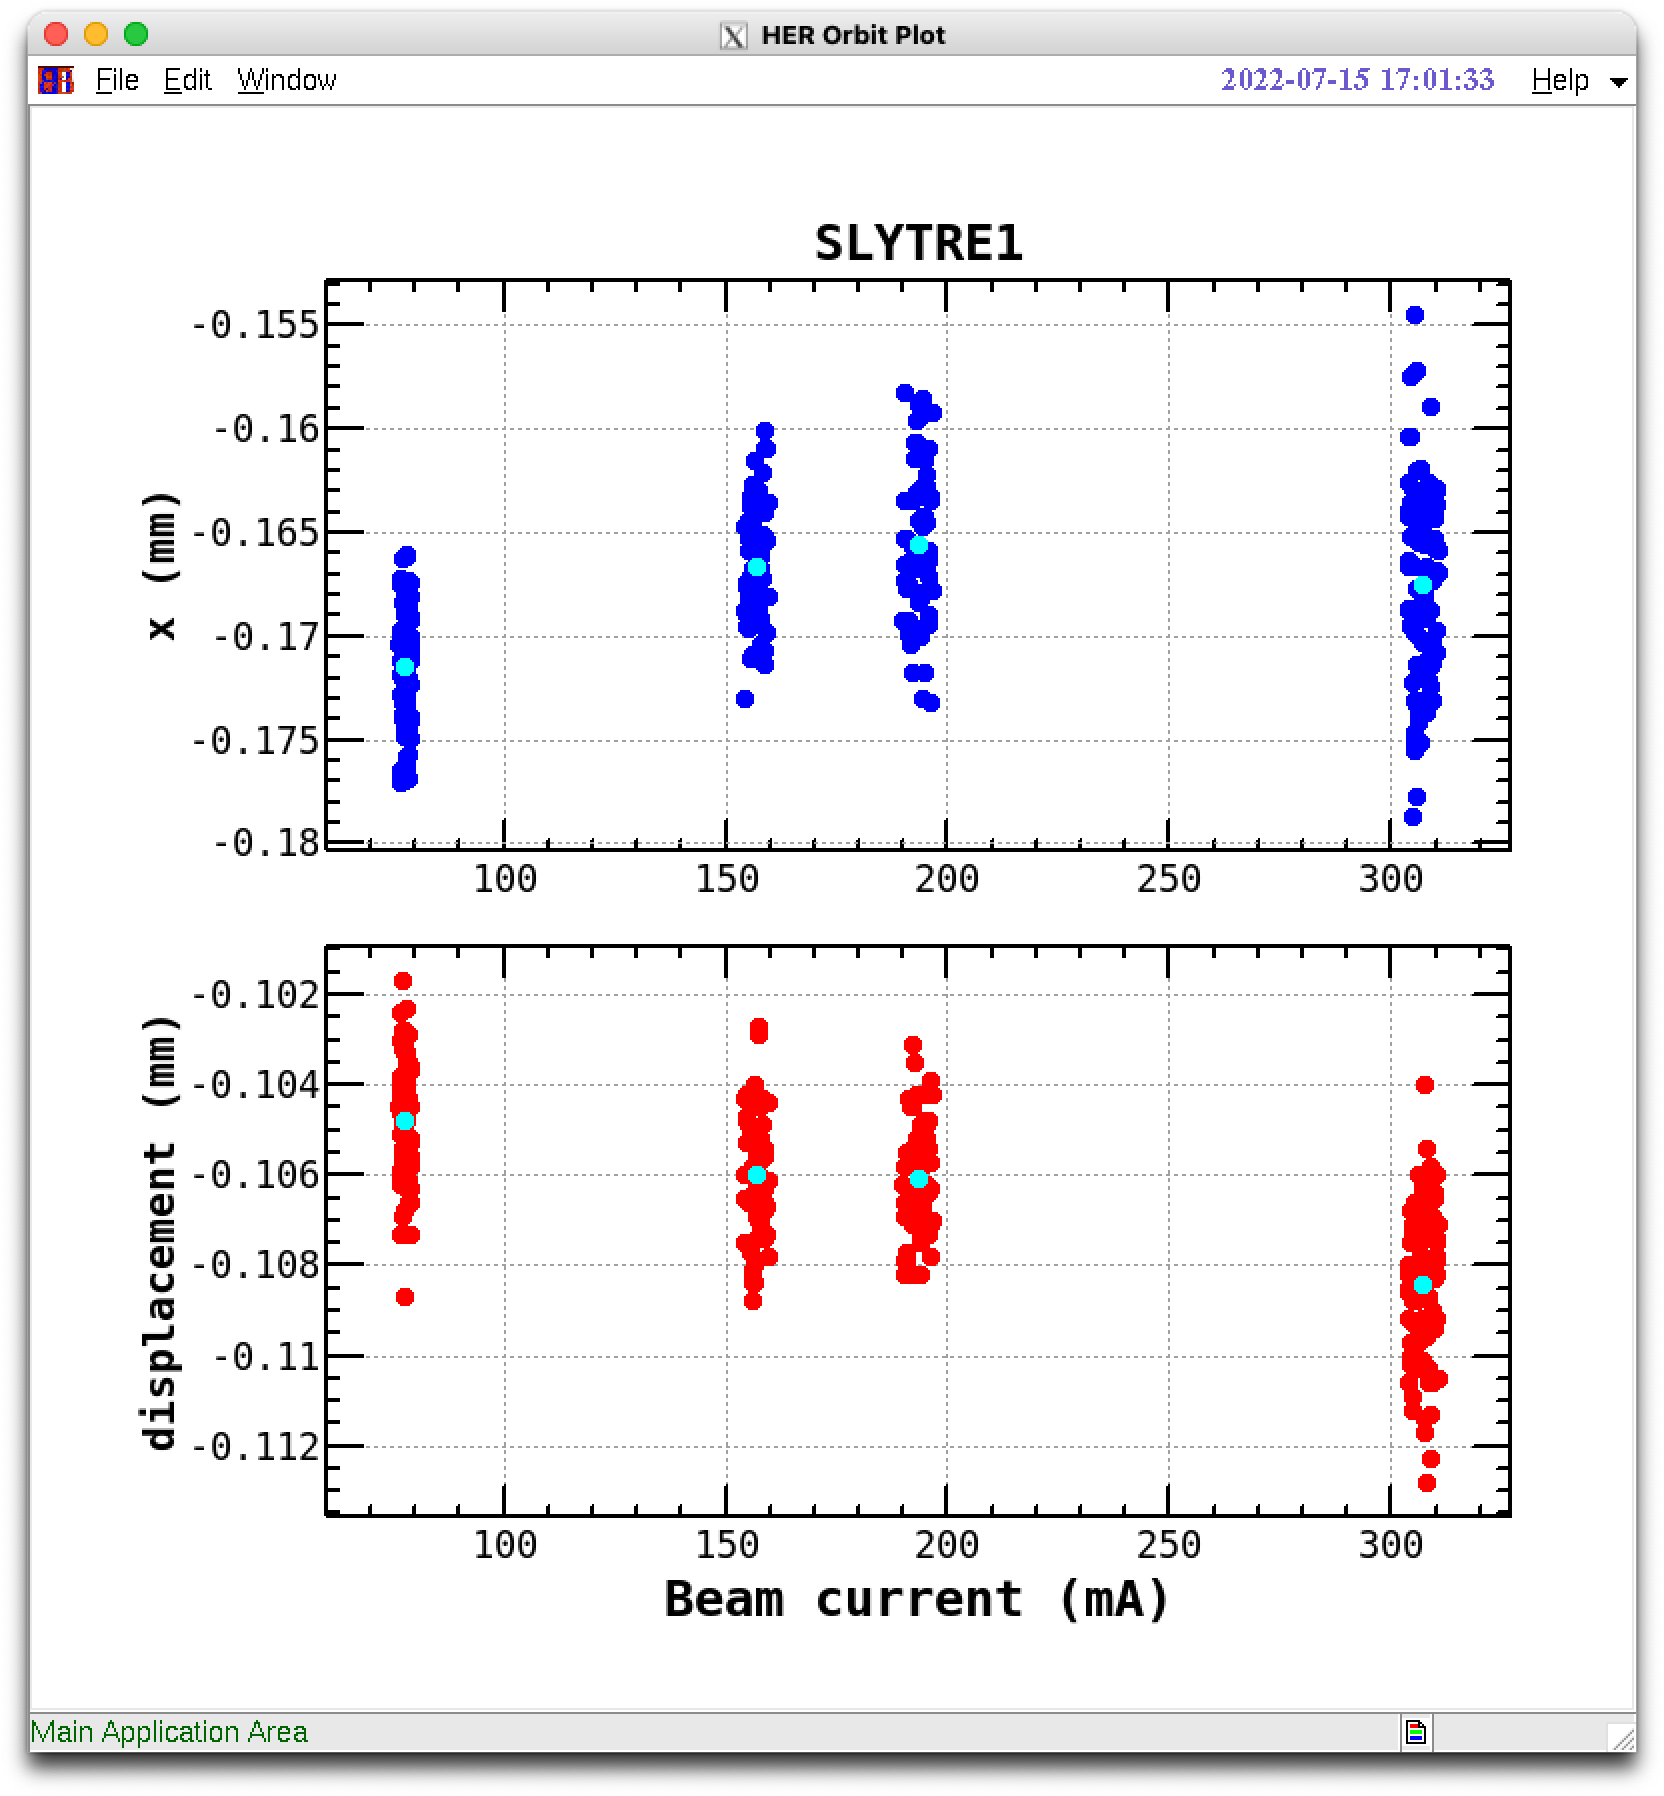 HER Orbit Plot
File Edit Window 2022-07-15 17:01:33 Help
SLYTRE1
x (mm)
-0.155
-0.16
-0.165
-0.17
-0.175
-0.18
100 150 200 250 300
displacement (mm)
-0.102
-0.104
-0.106
-0.108
-0.11
-0.112
100 150 200 250 300
Beam current (mA)
Main Application Area